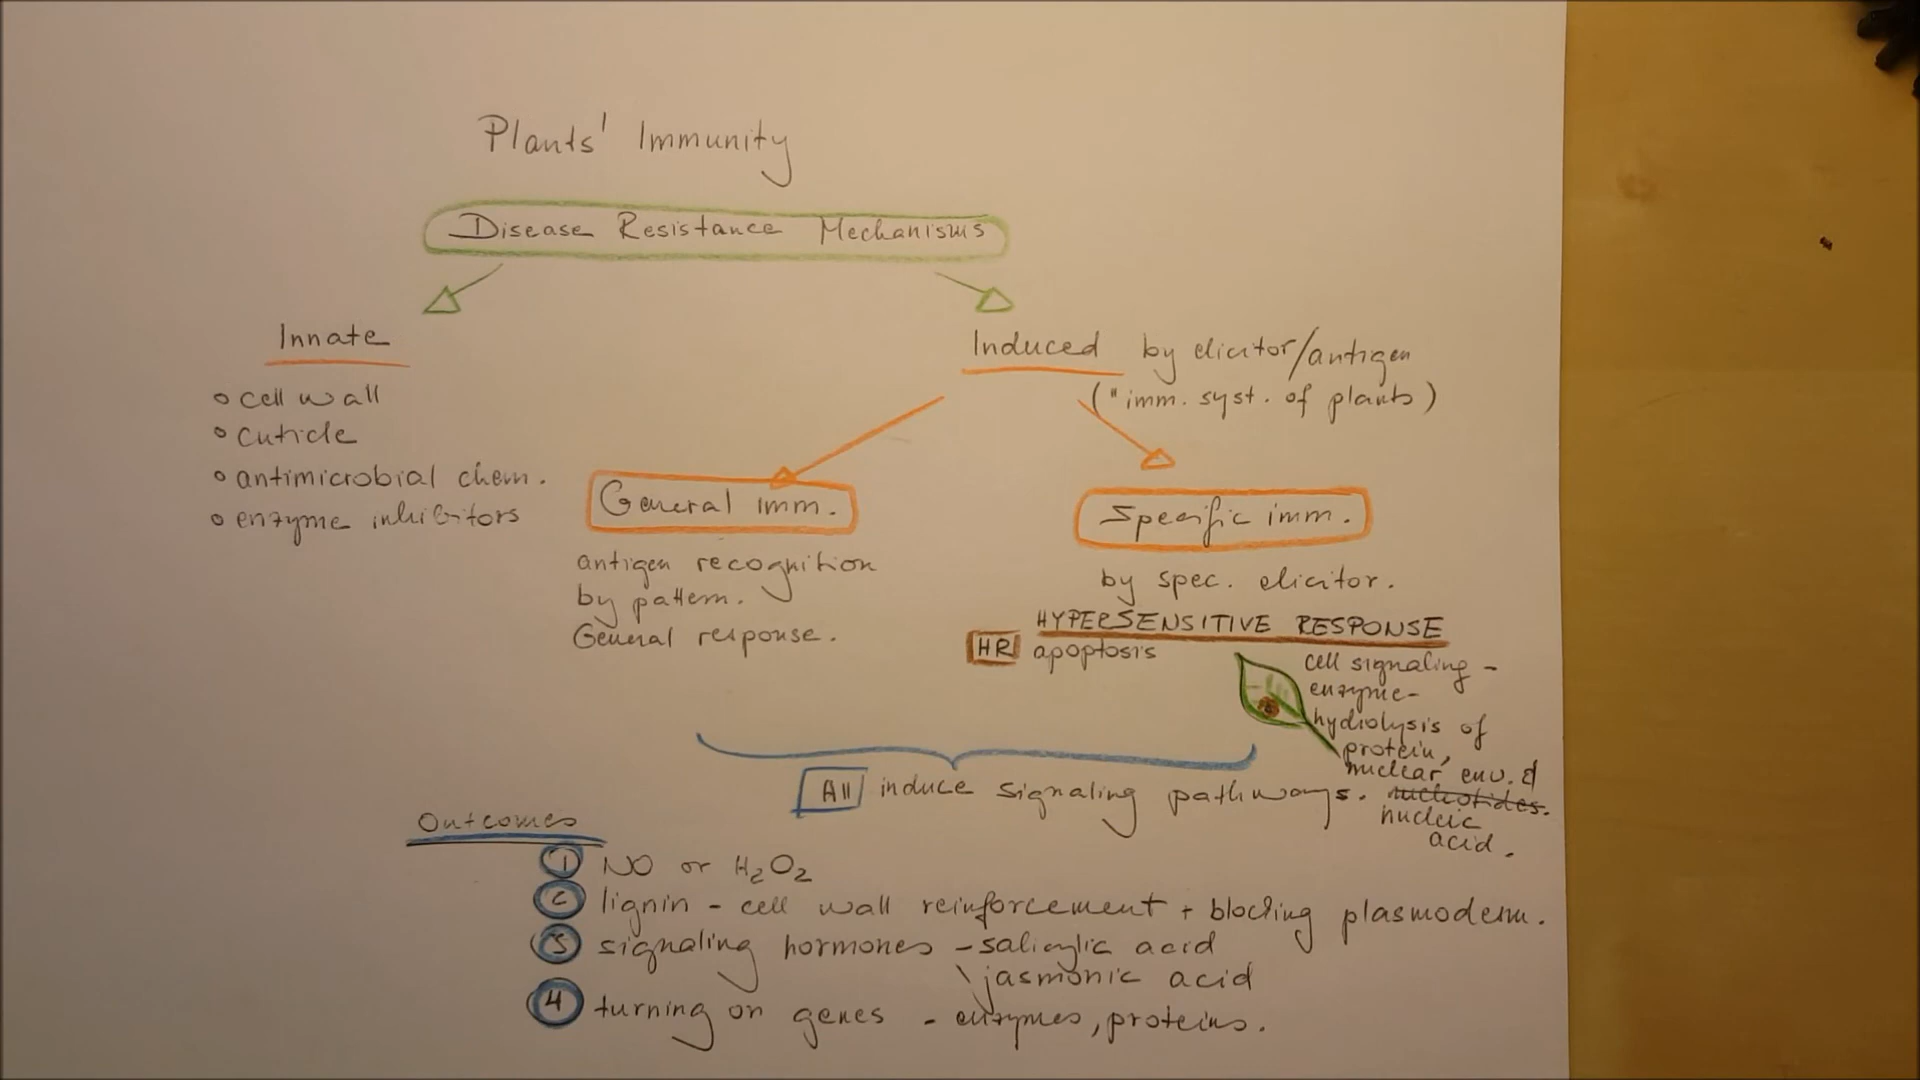 Plants' Immunity
Disease Resistance Mechanisms
Innate
cell wall
cuticle
antimicrobial chem.
enzyme inhibitors
Induced by elicitor/antigen
("imm. syst. of plants)
General imm.
antigen recognition
by pattern.
General response.
Specific imm.
by spec. elicitor.
HYPERSENSITIVE RESPONSE
HR apoptosis
cell signaling -
enzyme-
hydrolysis of
protein,
nuclear env. &
nucleotides.
nucleic
acid.
All induce signaling pathways.
Outcomes
1 NO or H₂O₂
2 lignin - cell wall reinforcement + blocking plasmodesm.
3 signaling hormones - salicylic acid
\ jasmonic acid
4 turning on genes - enzymes, proteins.